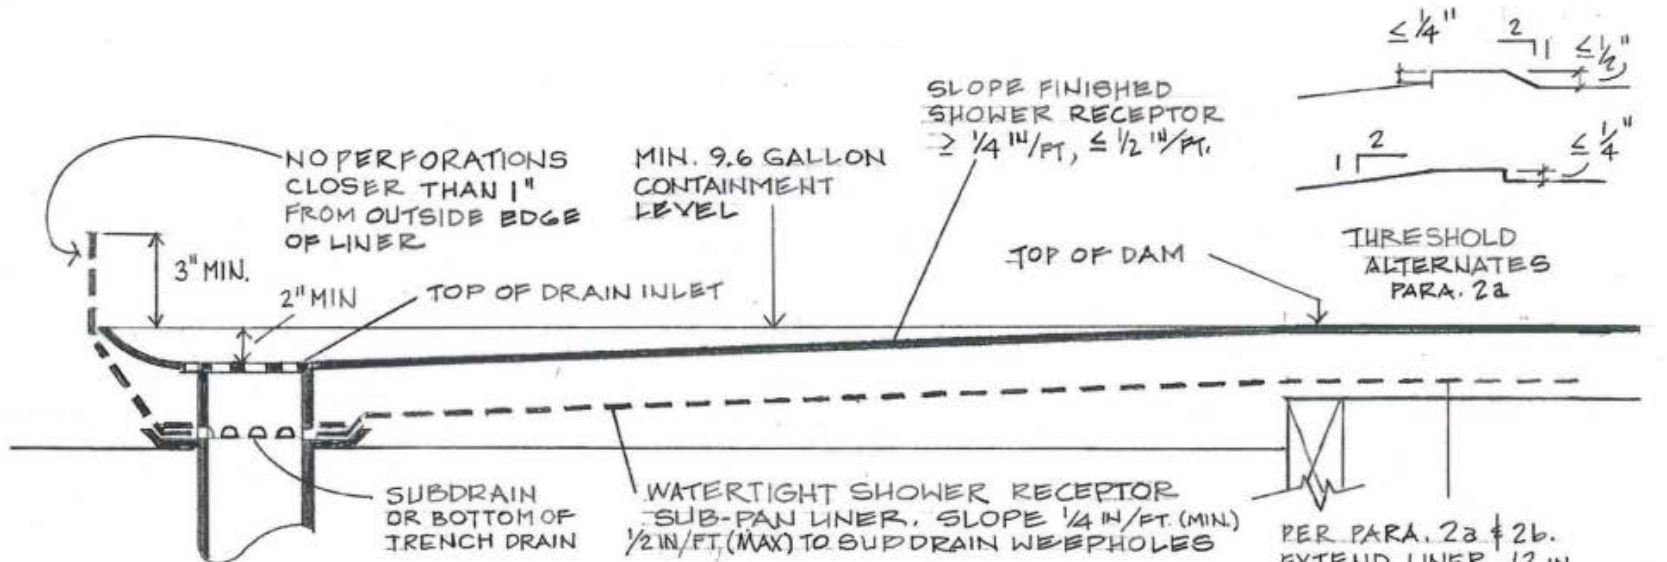 NO PERFORATIONS
CLOSER THAN 1"
FROM OUTSIDE EDGE
OF LINER
3" MIN.
2" MIN
TOP OF DRAIN INLET
MIN. 9.6 GALLON
CONTAINMENT
LEVEL
SLOPE FINISHED
SHOWER RECEPTOR
≥ 1/4 IN/FT, ≤ 1/2 IN/FT.
TOP OF DAM
≤ 1/4"
2
1
≤ 1/2"
1
2
≤ 1/4"
THRESHOLD
ALTERNATES
PARA. 2a
SUBDRAIN
OR BOTTOM OF
TRENCH DRAIN
WATERTIGHT SHOWER RECEPTOR
SUB-PAN LINER. SLOPE 1/4 IN/FT. (MIN.)
1/2 IN/FT. (MAX) TO SUBDRAIN WEEPHOLES
PER PARA. 2a & 2b.
EXTEND LINER 12 IN